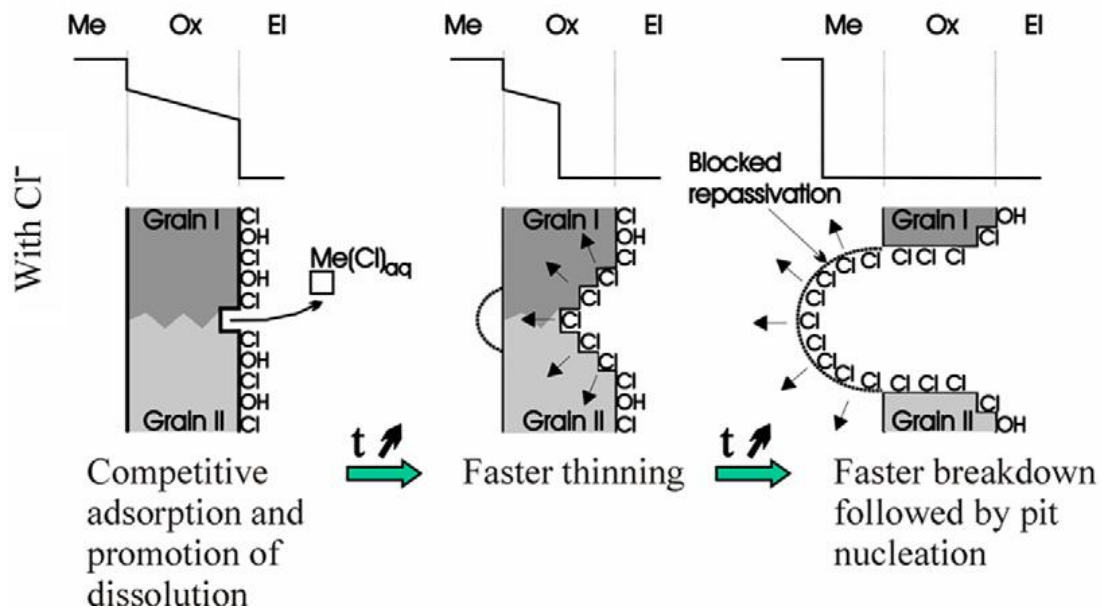 Me Ox El
Me Ox El
Me Ox El
With Cl⁻
Grain I
Cl
OH
Cl
OH
Cl
Me(Cl)aq
Cl
OH
Cl
OH
Cl
Grain II
Grain I
Cl
OH
Cl
Cl
Cl
Cl
Cl
Cl
Cl
OH
Cl
Grain II
Blocked
repassivation
Grain I
OH
Cl
Cl Cl Cl Cl Cl Cl
Cl
Cl
Cl
Cl
Cl
Cl
Cl Cl Cl Cl Cl
Cl
OH
Grain II
t
t
Competitive
adsorption and
promotion of
dissolution
Faster thinning
Faster breakdown
followed by pit
nucleation